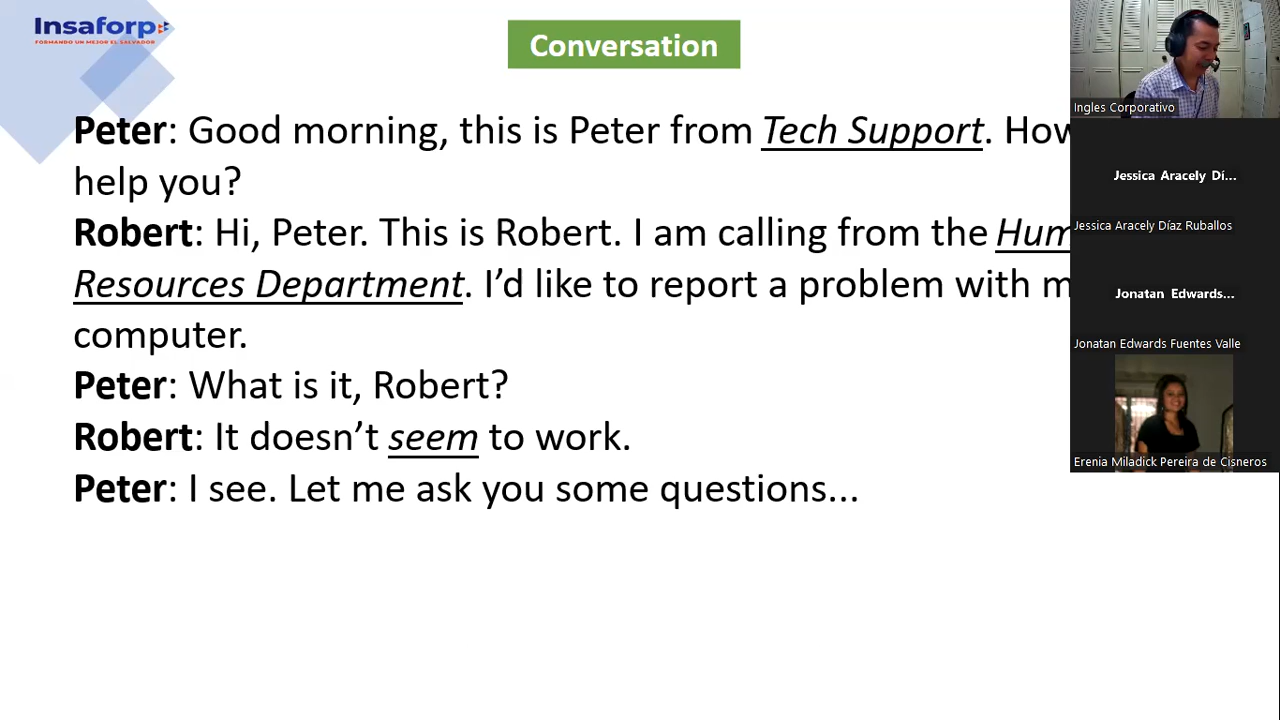 Insaforp
FORMANDO UN MEJOR EL SALVADOR
Conversation
Peter: Good morning, this is Peter from Tech Support. How
help you?
Robert: Hi, Peter. This is Robert. I am calling from the
Resources Department. I’d like to report a problem with
computer.
Peter: What is it, Robert?
Robert: It doesn’t seem to work.
Peter: I see. Let me ask you some questions...
Ingles Corporativo
Jessica Aracely Dí...
Jessica Aracely Díaz Ruballos
Jonatan Edwards...
Jonatan Edwards Fuentes Valle
Erenia Miladick Pereira de Cisneros